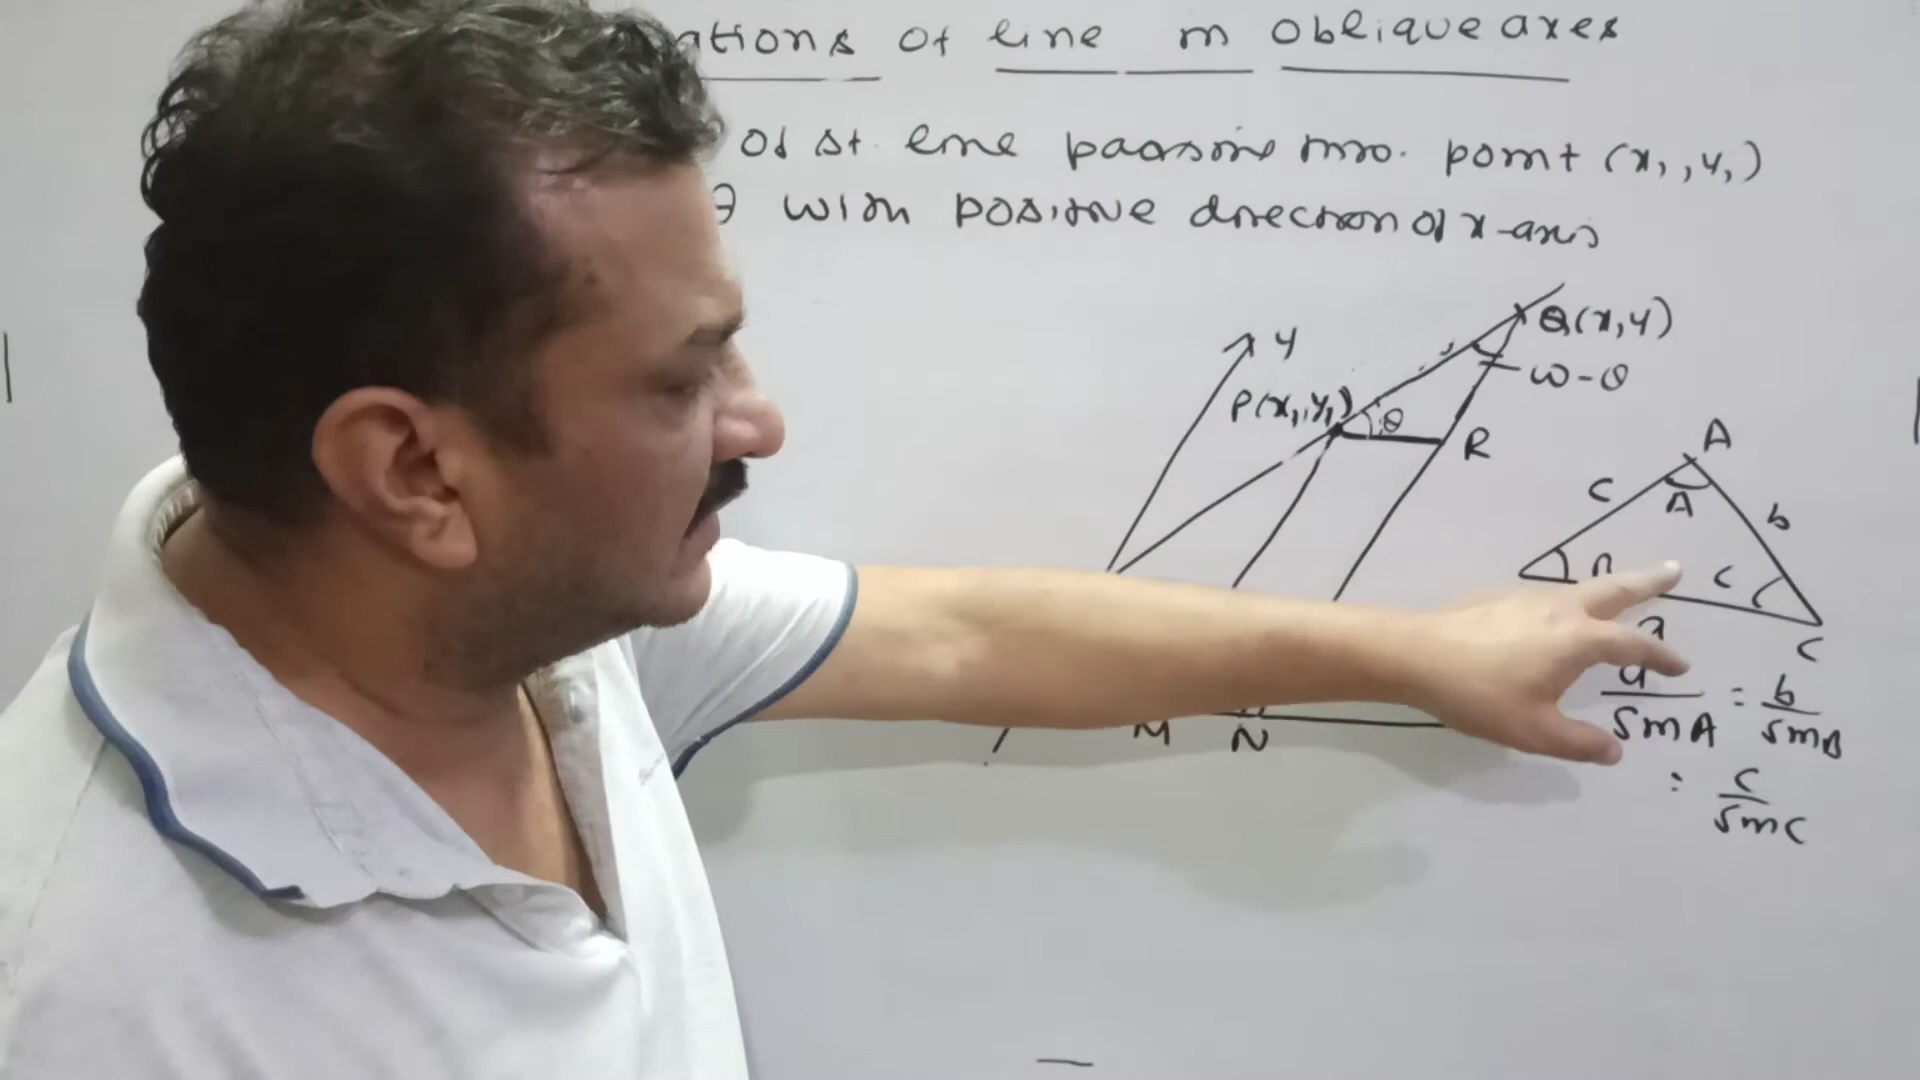 ations of line in oblique axes
of st. line passing thro. point (x₁, y₁)
θ with positive direction of x-axis
y
Q(x,y)
ω-θ
P(x₁,y₁)
θ
R
A
c
A
b
c
a
C
M
N
a/sinA = b/sinB
= c/sinC